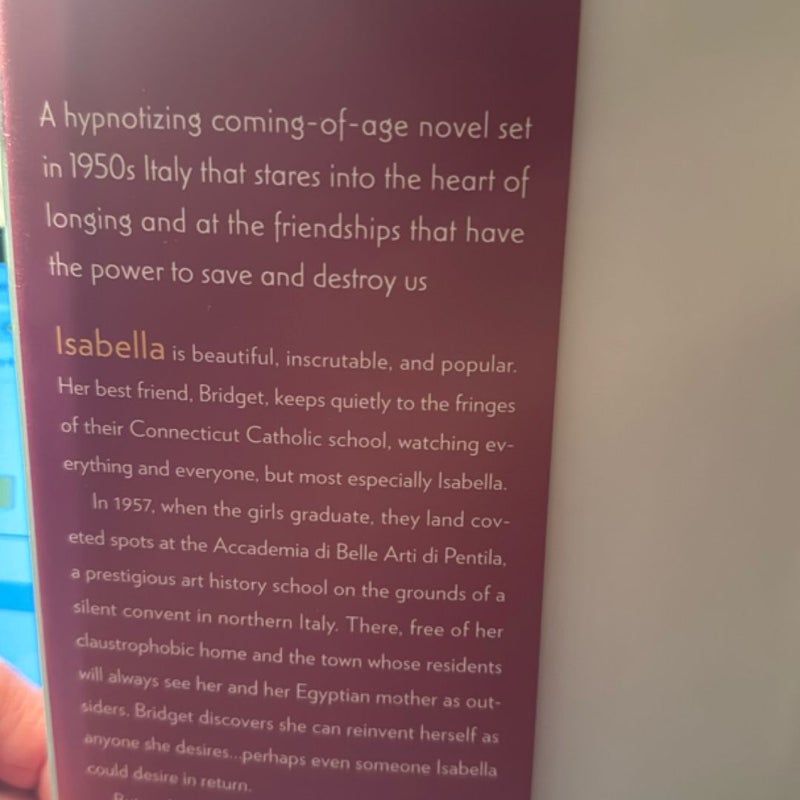 A hypnotizing coming-of-age novel set
in 1950s Italy that stares into the heart of
longing and at the friendships that have
the power to save and destroy us
Isabella is beautiful, inscrutable, and popular.
Her best friend, Bridget, keeps quietly to the fringes
of their Connecticut Catholic school, watching ev-
erything and everyone, but most especially Isabella.
In 1957, when the girls graduate, they land cov-
eted spots at the Accademia di Belle Arti di Pentila,
a prestigious art history school on the grounds of a
silent convent in northern Italy. There, free of her
claustrophobic home and the town whose residents
will always see her and her Egyptian mother as out-
siders, Bridget discovers she can reinvent herself as
anyone she desires...perhaps even someone Isabella
could desire in return.